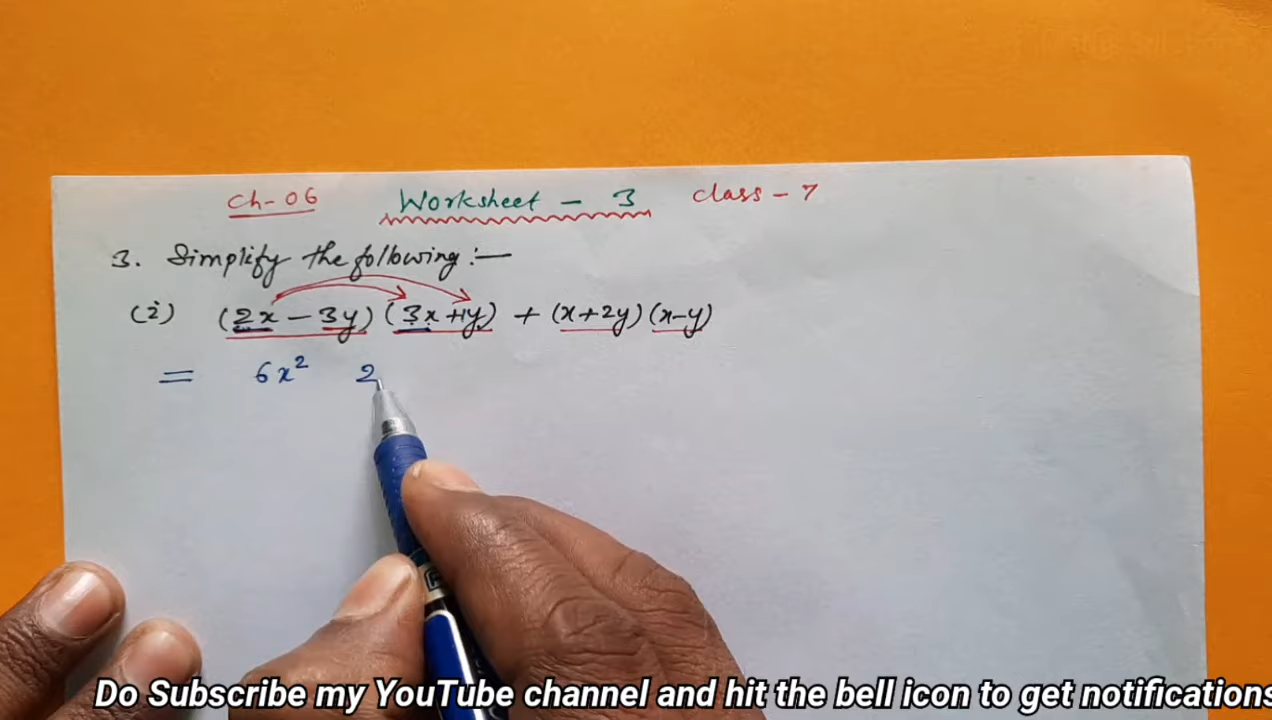 Ch-06 Worksheet - 3 class - 7
3. Simplify the following :—
(i) (2x - 3y) (3x + 1y) + (x+2y) (x-y)
= 6x² 2
Do Subscribe my YouTube channel and hit the bell icon to get notifications